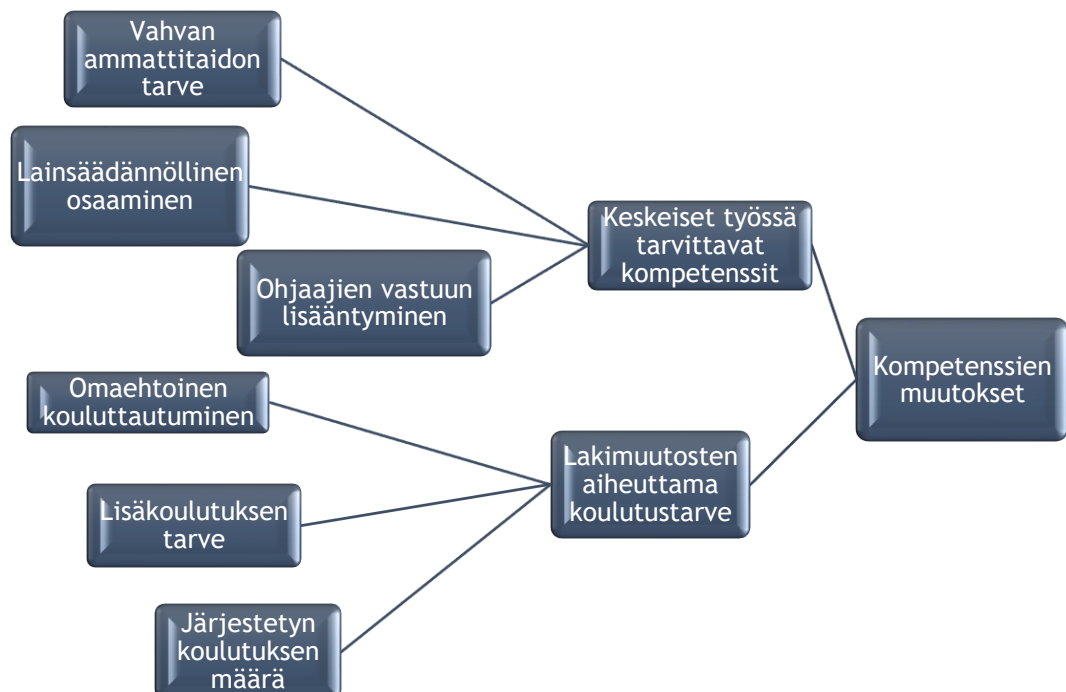 Vahvan
ammattitaidon
tarve
Lainsäädännöllinen
osaaminen
Ohjaajien vastuun
lisääntyminen
Keskeiset työssä
tarvittavat
kompetenssit
Omaehtoinen
kouluttautuminen
Lisäkoulutuksen
tarve
Järjestetyn
koulutuksen
määrä
Lakimuutosten
aiheuttama
koulutustarve
Kompetenssien
muutokset